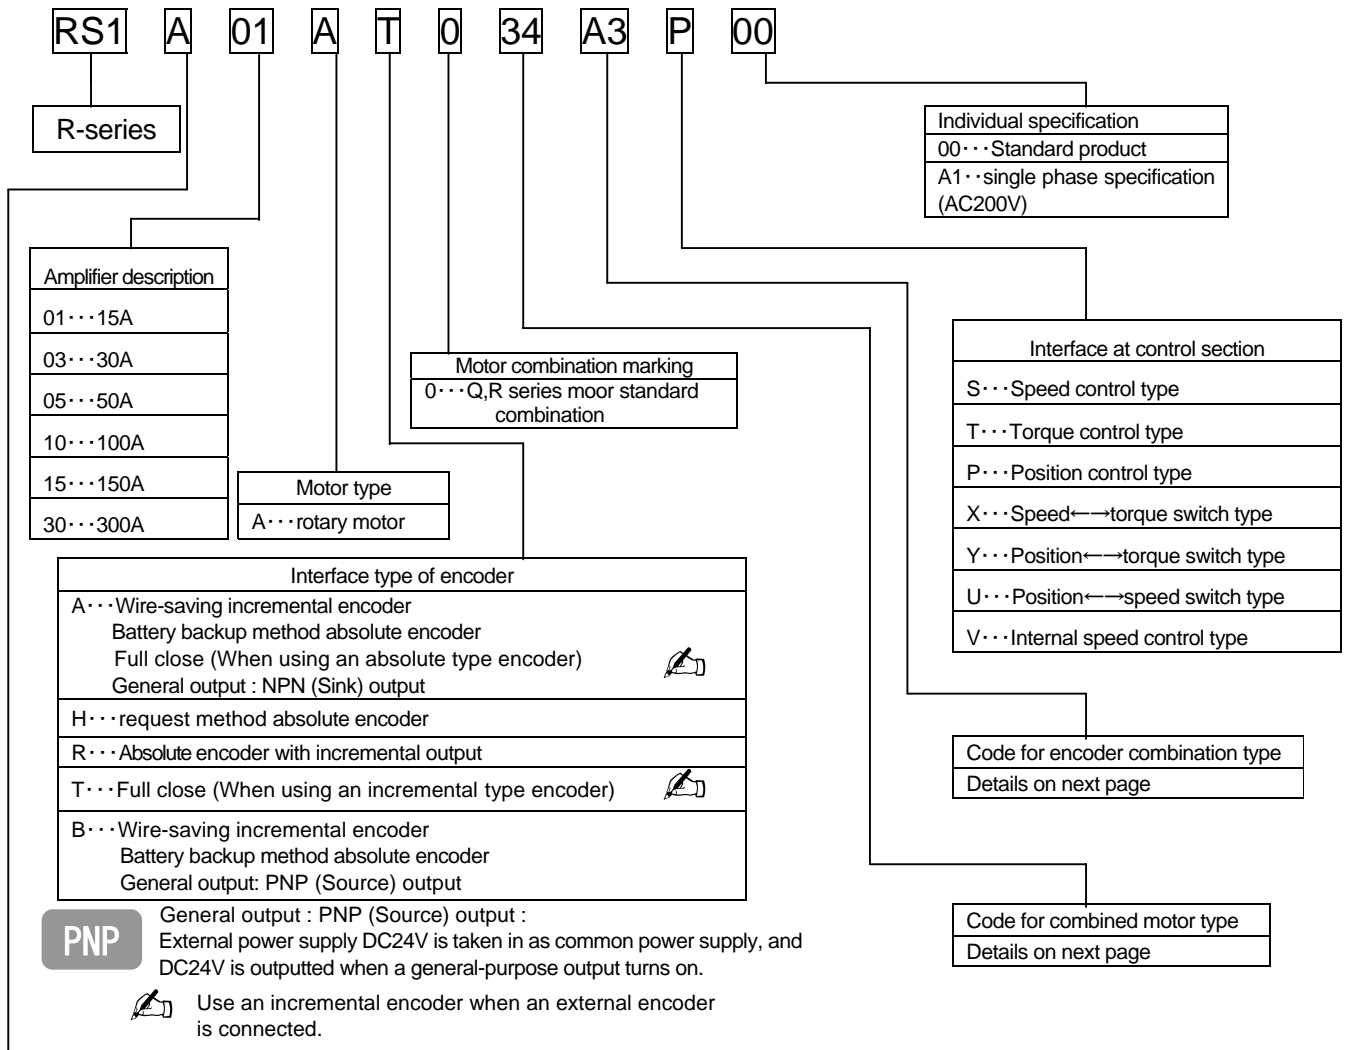 RS1 A 01 A T 0 34 A3 P 00
R-series
Individual specification
00···Standard product
A1··single phase specification
(AC200V)
Amplifier description
01···15A
03···30A
05···50A
10···100A
15···150A
30···300A
Motor combination marking
0···Q,R series moor standard
combination
Motor type
A···rotary motor
Interface at control section
S···Speed control type
T···Torque control type
P···Position control type
X···Speed←→torque switch type
Y···Position←→torque switch type
U···Position←→speed switch type
V···Internal speed control type
Interface type of encoder
A···Wire-saving incremental encoder
Battery backup method absolute encoder
Full close (When using an absolute type encoder)
General output : NPN (Sink) output
H···request method absolute encoder
R···Absolute encoder with incremental output
T···Full close (When using an incremental type encoder)
B···Wire-saving incremental encoder
Battery backup method absolute encoder
General output: PNP (Source) output
Code for encoder combination type
Details on next page
Code for combined motor type
Details on next page
PNP
General output : PNP (Source) output :
External power supply DC24V is taken in as common power supply, and
DC24V is outputted when a general-purpose output turns on.
Use an incremental encoder when an external encoder
is connected.